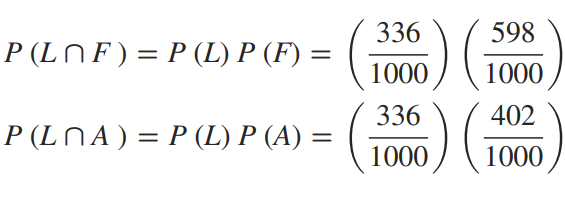 P (L ∩ F ) = P (L) P (F) = (336/1000) (598/1000)
P (L ∩ A ) = P (L) P (A) = (336/1000) (402/1000)